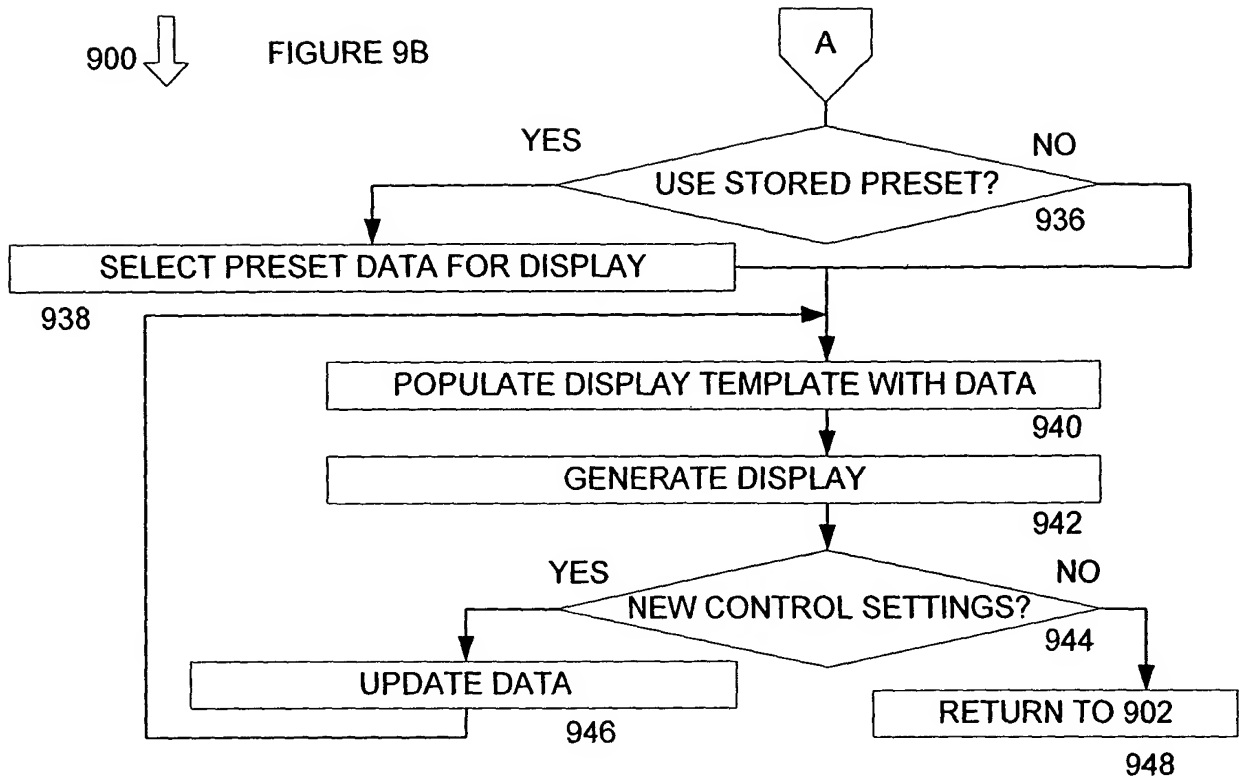 900
FIGURE 9B
A
YES
NO
USE STORED PRESET?
936
SELECT PRESET DATA FOR DISPLAY
938
POPULATE DISPLAY TEMPLATE WITH DATA
940
GENERATE DISPLAY
942
YES
NO
NEW CONTROL SETTINGS?
944
UPDATE DATA
946
RETURN TO 902
948